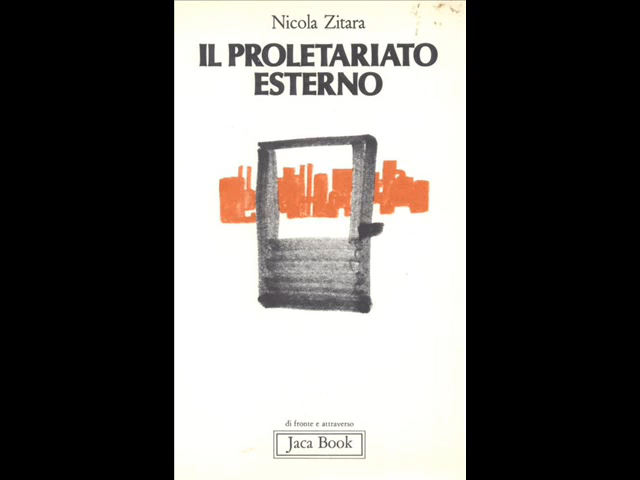 Nicola Zitara
IL PROLETARIATO
ESTERNO
di fronte e attraverso
Jaca Book